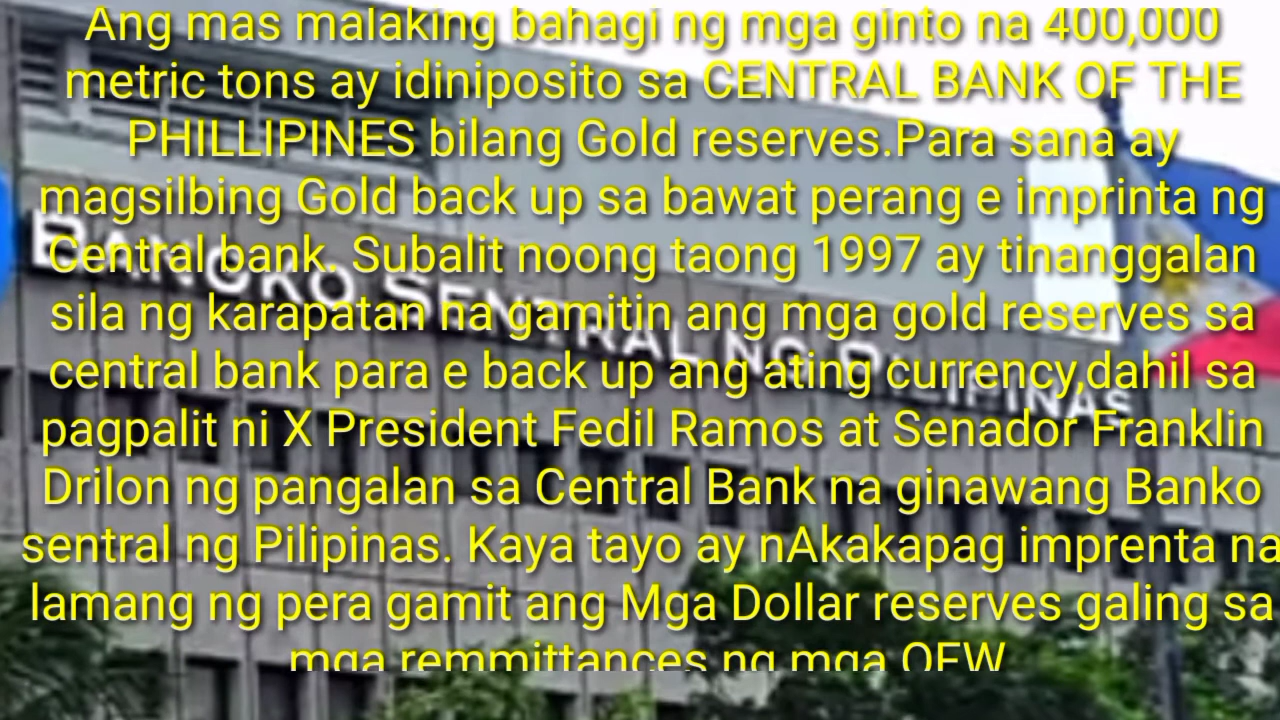 Ang mas malaking bahagi ng mga ginto na 400,000
metric tons ay idiniposito sa CENTRAL BANK OF THE
PHILLIPINES bilang Gold reserves.Para sana ay
magsilbing Gold back up sa bawat perang e imprinta ng
Central bank. Subalit noong taong 1997 ay tinanggalan
sila ng karapatan na gamitin ang mga gold reserves sa
central bank para e back up ang ating currency,dahil sa
pagpalit ni X President Fedil Ramos at Senador Franklin
Drilon ng pangalan sa Central Bank na ginawang Banko
sentral ng Pilipinas. Kaya tayo ay nAkakapag imprenta na
lamang ng pera gamit ang Mga Dollar reserves galing sa
mga remmittances ng mga OFW
BANGKO SENTRAL NG PILIPINAS